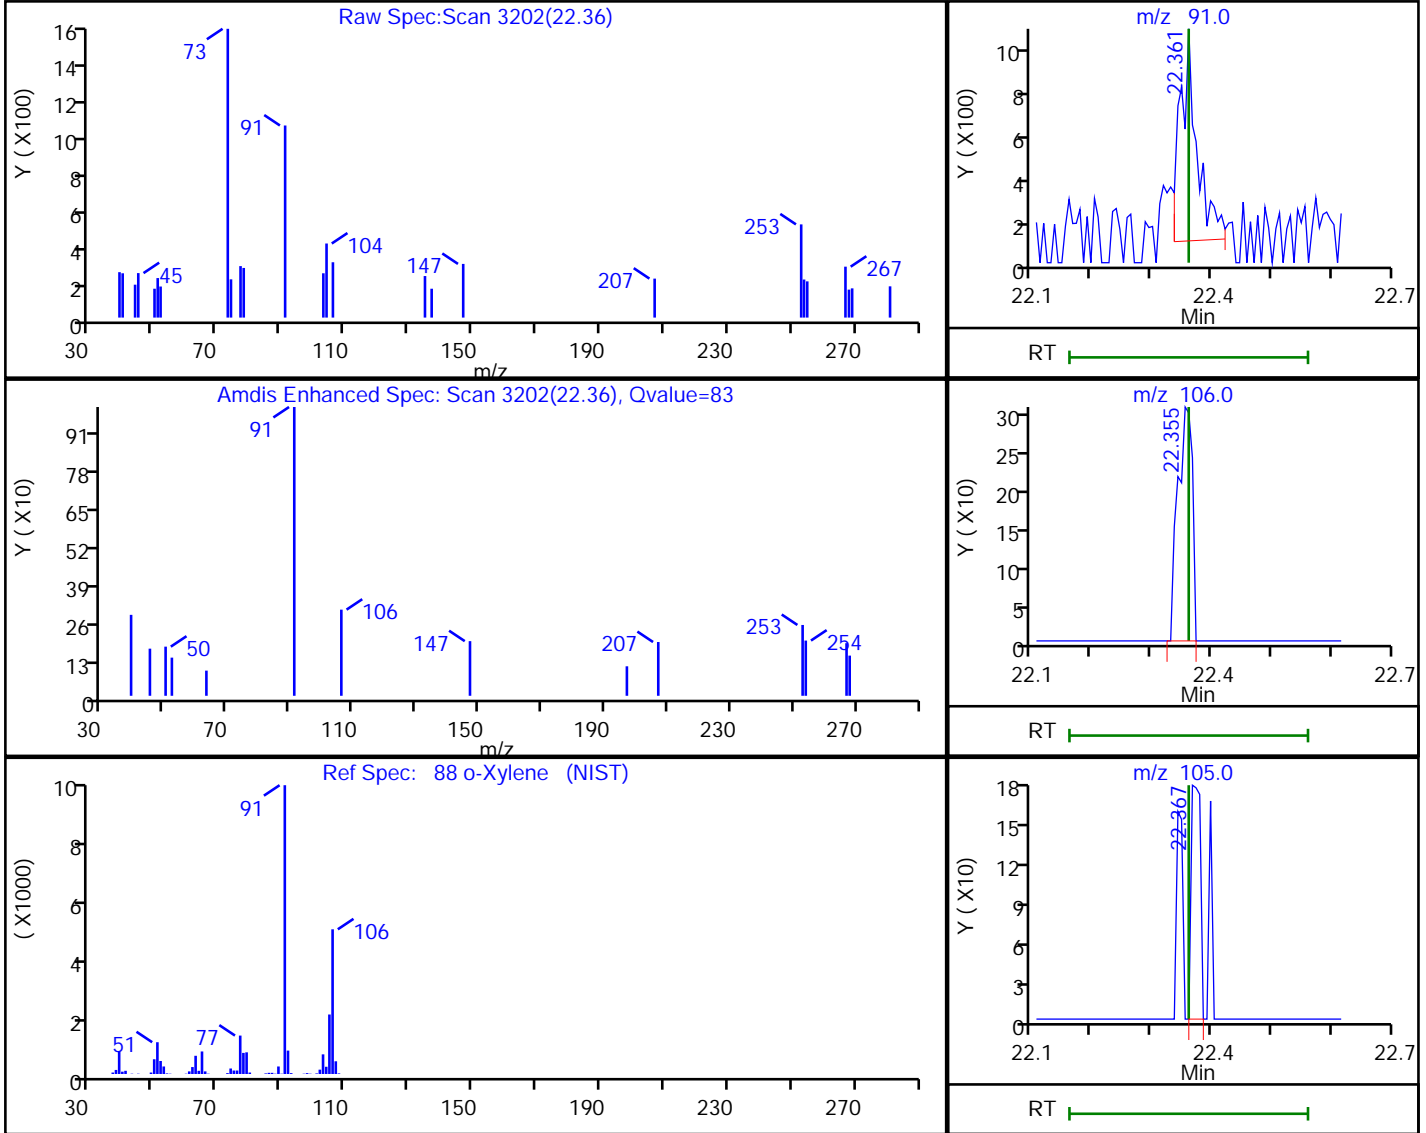 Raw Spec:Scan 3202(22.36)
Y ( X100)
16
14
12
10
8
6
4
2
0
73
91
45
104
147
207
253
267
30 70 110 150 190 230 270
m/z
m/z 91.0
Y ( X100)
10
8
6
4
2
0
22.361
22.1 22.4 22.7
Min
RT
Amdis Enhanced Spec: Scan 3202(22.36), Qvalue=83
Y ( X10)
91
78
65
52
39
26
13
0
91
50
106
147
207
253
254
30 70 110 150 190 230 270
m/z
m/z 106.0
Y ( X10)
30
25
20
15
10
5
0
22.355
22.1 22.4 22.7
Min
RT
Ref Spec: 88 o-Xylene (NIST)
( X1000)
10
8
6
4
2
0
91
106
51
77
30 70 110 150 190 230 270
m/z 105.0
Y ( X10)
18
15
12
9
6
3
0
22.367
22.1 22.4 22.7
Min
RT